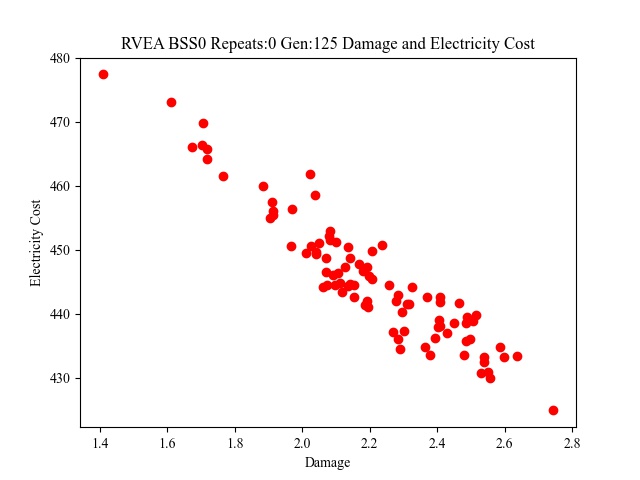 RVEA BSS0 Repeats:0 Gen:125 Damage and Electricity Cost
480
470
460
450
440
430
Electricity Cost
1.4 1.6 1.8 2.0 2.2 2.4 2.6 2.8
Damage